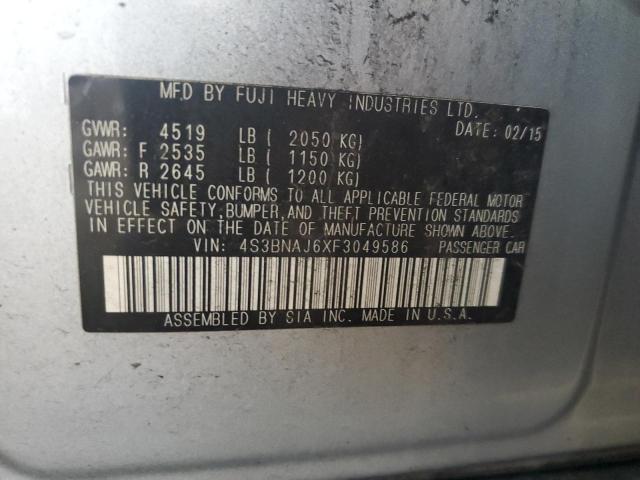 MFD BY FUJI HEAVY INDUSTRIES LTD.
DATE: 02/15
GVWR: 4519 LB ( 2050 KG)
GAWR: F 2535 LB ( 1150 KG)
GAWR: R 2645 LB ( 1200 KG)
THIS VEHICLE CONFORMS TO ALL APPLICABLE FEDERAL MOTOR
VEHICLE SAFETY, BUMPER, AND THEFT PREVENTION STANDARDS
IN EFFECT ON THE DATE OF MANUFACTURE SHOWN ABOVE.
VIN: 4S3BNAJ6XF3049586 PASSENGER CAR
ASSEMBLED BY SIA INC. MADE IN U.S.A.